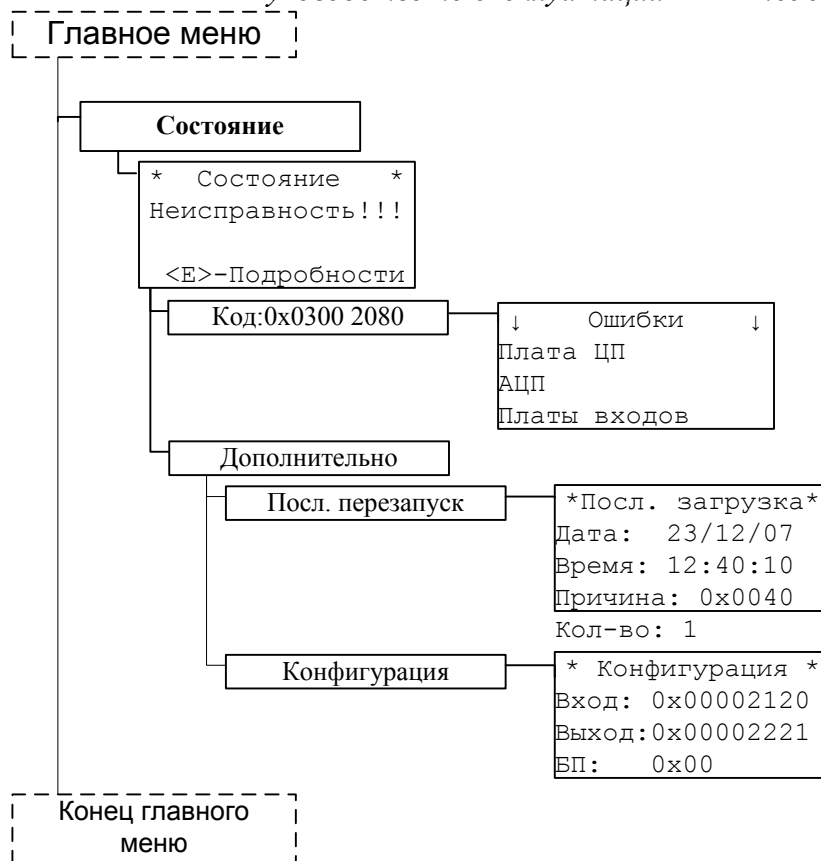 Главное меню
Состояние
* Состояние *
Неисправность!!!
<E>-Подробности
Код:0x0300 2080
↓ Ошибки ↓
Плата ЦП
АЦП
Платы входов
Дополнительно
Посл. перезапуск
*Посл. загрузка*
Дата: 23/12/07
Время: 12:40:10
Причина: 0x0040
Кол-во: 1
Конфигурация
* Конфигурация *
Вход: 0x00002120
Выход:0x00002221
БП: 0x00
Конец главного
меню